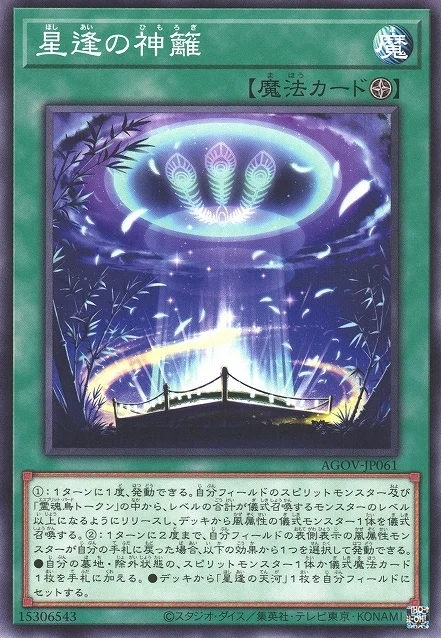 星逢の神籬
魔
【魔法カード】
AGOV-JP061
①:1ターンに1度、発動できる。自分フィールドのスピリットモンスター及び
「霊魂鳥トークン」の中から、レベルの合計が儀式召喚するモンスターのレベル
以上になるようにリリースし、デッキから風属性の儀式モンスター1体を儀式
召喚する。②:1ターンに2度まで、自分フィールドの表側表示の風属性モン
スターが自分の手札に戻った場合、以下の効果から1つを選択して発動できる。
●自分の墓地・除外状態の、スピリットモンスター1体か儀式魔法カード
1枚を手札に加える。●デッキから「星逢の天河」1枚を自分フィールドに
セットする。
15306543
©スタジオ・ダイス/集英社・テレビ東京・KONAMI